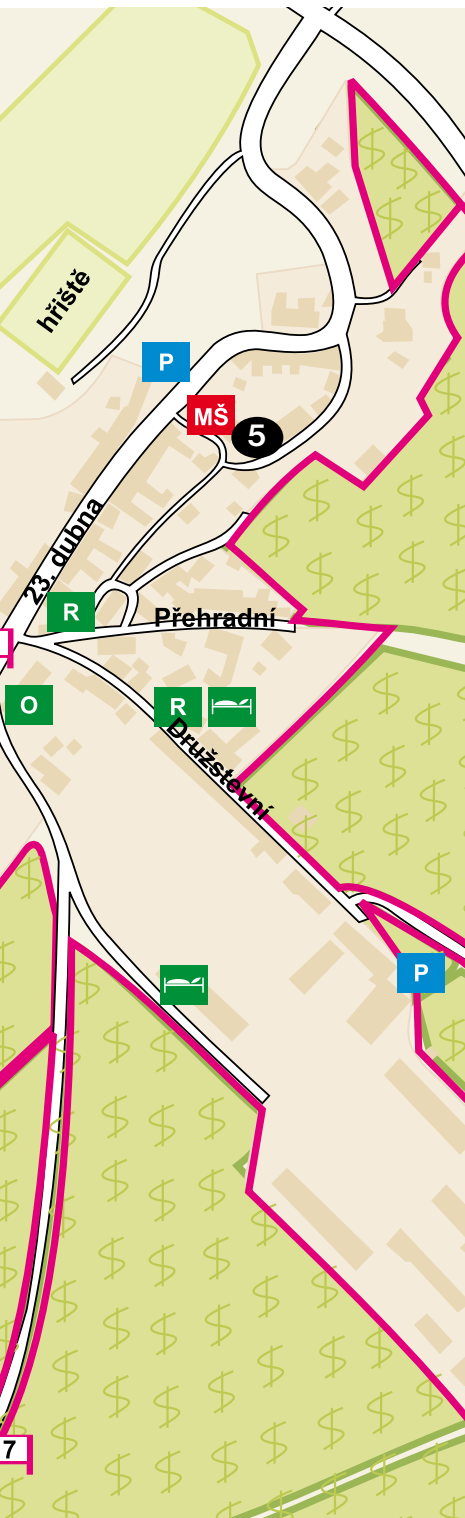 hřiště
P
MŠ
5
23. dubna
R
Přehradní
O
R
Družstevní
P
7